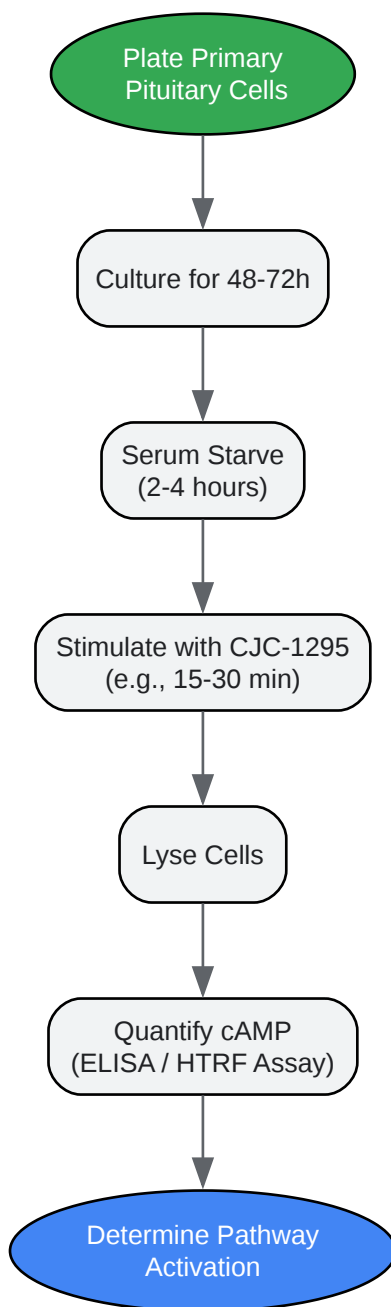 Plate Primary
Pituitary Cells
Culture for 48-72h
Serum Starve
(2-4 hours)
Stimulate with CJC-1295
(e.g., 15-30 min)
Lyse Cells
Quantify cAMP
(ELISA / HTRF Assay)
Determine Pathway
Activation